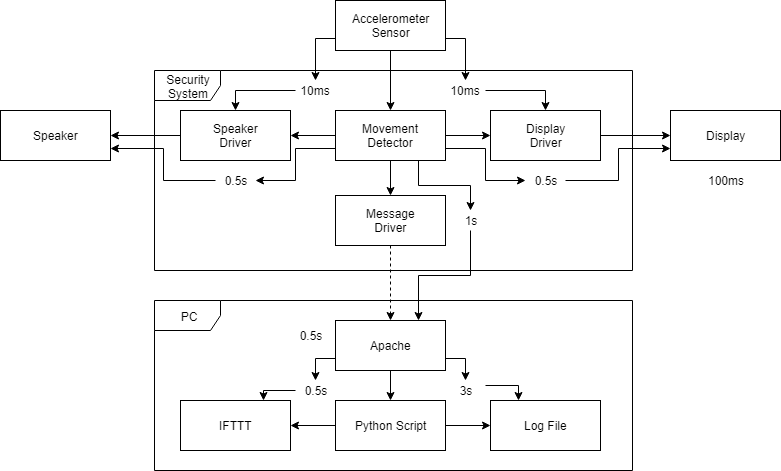 Accelerometer
Sensor
Security
System
10ms
10ms
Speaker
Speaker
Driver
Movement
Detector
Display
Driver
Display
0.5s
0.5s
100ms
Message
Driver
1s
PC
0.5s
Apache
0.5s
3s
IFTTT
Python Script
Log File